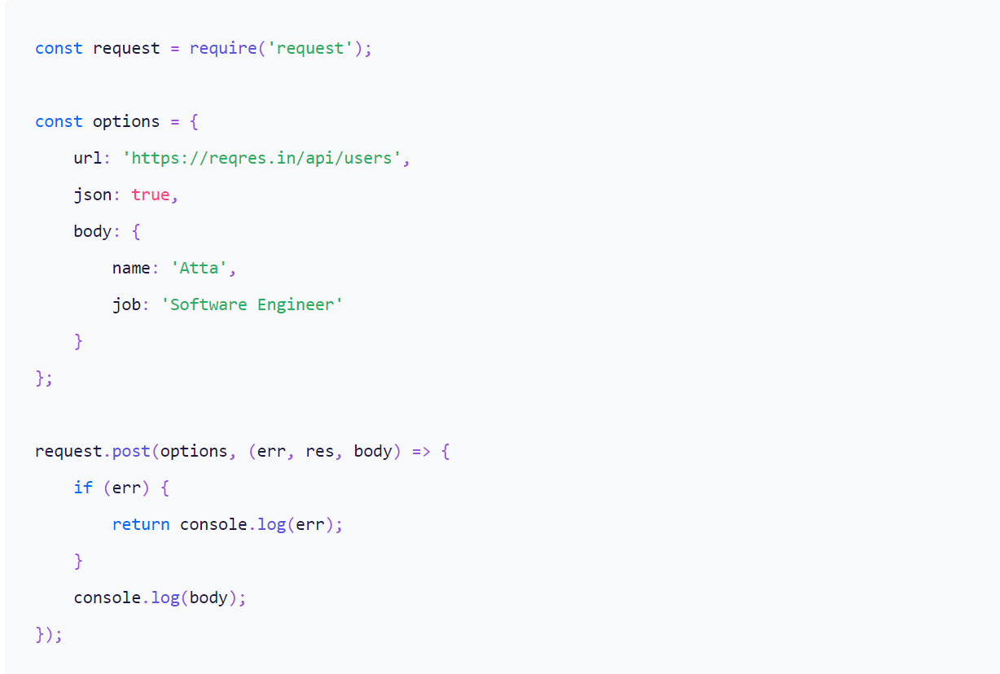 const request = require('request');
const options = {
    url: 'https://reqres.in/api/users',
    json: true,
    body: {
        name: 'Atta',
        job: 'Software Engineer'
    }
};
request.post(options, (err, res, body) => {
    if (err) {
        return console.log(err);
    }
    console.log(body);
});